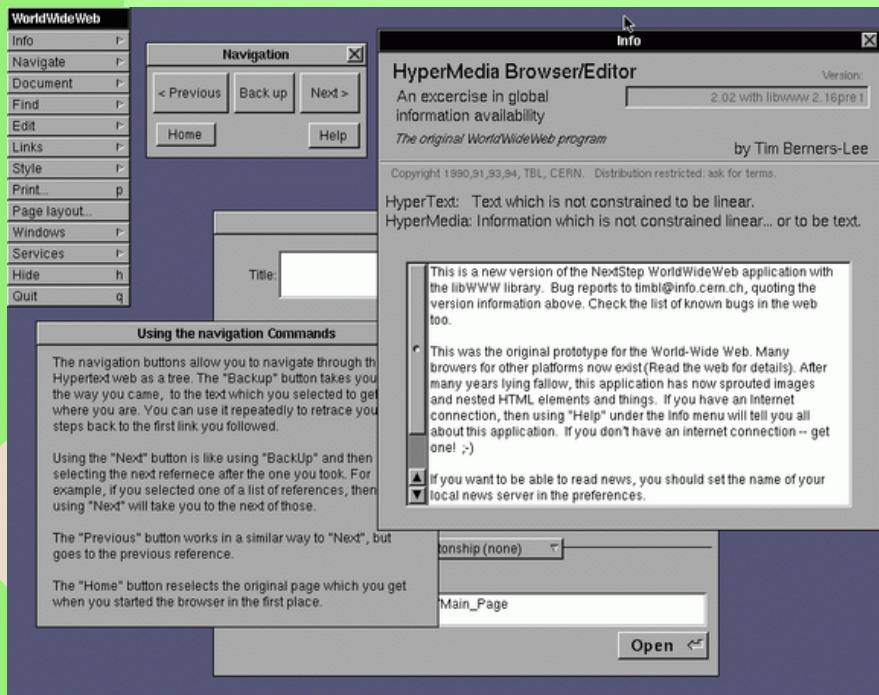 WorldWideWeb
Info
Navigate
Document
Find
Edit
Links
Style
Print... p
Page layout...
Windows
Services
Hide h
Quit q
Navigation
< Previous Back up Next >
Home Help
Info
HyperMedia Browser/Editor
Version:
An excercise in global
information availability
2.02 with libwww 2.16pre1
The original WorldWideWeb program
by Tim Berners-Lee
Copyright 1990,91,93,94, TBL, CERN. Distribution restricted: ask for terms.
HyperText: Text which is not constrained to be linear.
HyperMedia: Information which is not constrained linear... or to be text.
This is a new version of the NextStep WorldWideWeb application with
the libWWW library. Bug reports to timbl@info.cern.ch, quoting the
version information above. Check the list of known bugs in the web
too.
This was the original prototype for the World-Wide Web. Many
browers for other platforms now exist (Read the web for details). After
many years lying fallow, this application has now sprouted images
and nested HTML elements and things. If you have an Internet
connection, then using "Help" under the Info menu will tell you all
about this application. If you don't have an internet connection -- get
one! ;-)
If you want to be able to read news, you should set the name of your
local news server in the preferences.
Title:
Using the navigation Commands
The navigation buttons allow you to navigate through th
Hypertext web as a tree. The "Backup" button takes you
the way you came, to the text which you selected to get
where you are. You can use it repeatedly to retrace you
steps back to the first link you followed.
Using the "Next" button is like using "BackUp" and then
selecting the next refernece after the one you took. For
example, if you selected one of a list of references, then
using "Next" will take you to the next of those.
The "Previous" button works in a similar way to "Next", but
goes to the previous reference.
The "Home" button reselects the original page which you get
when you started the browser in the first place.
tonship (none)
/Main_Page
Open